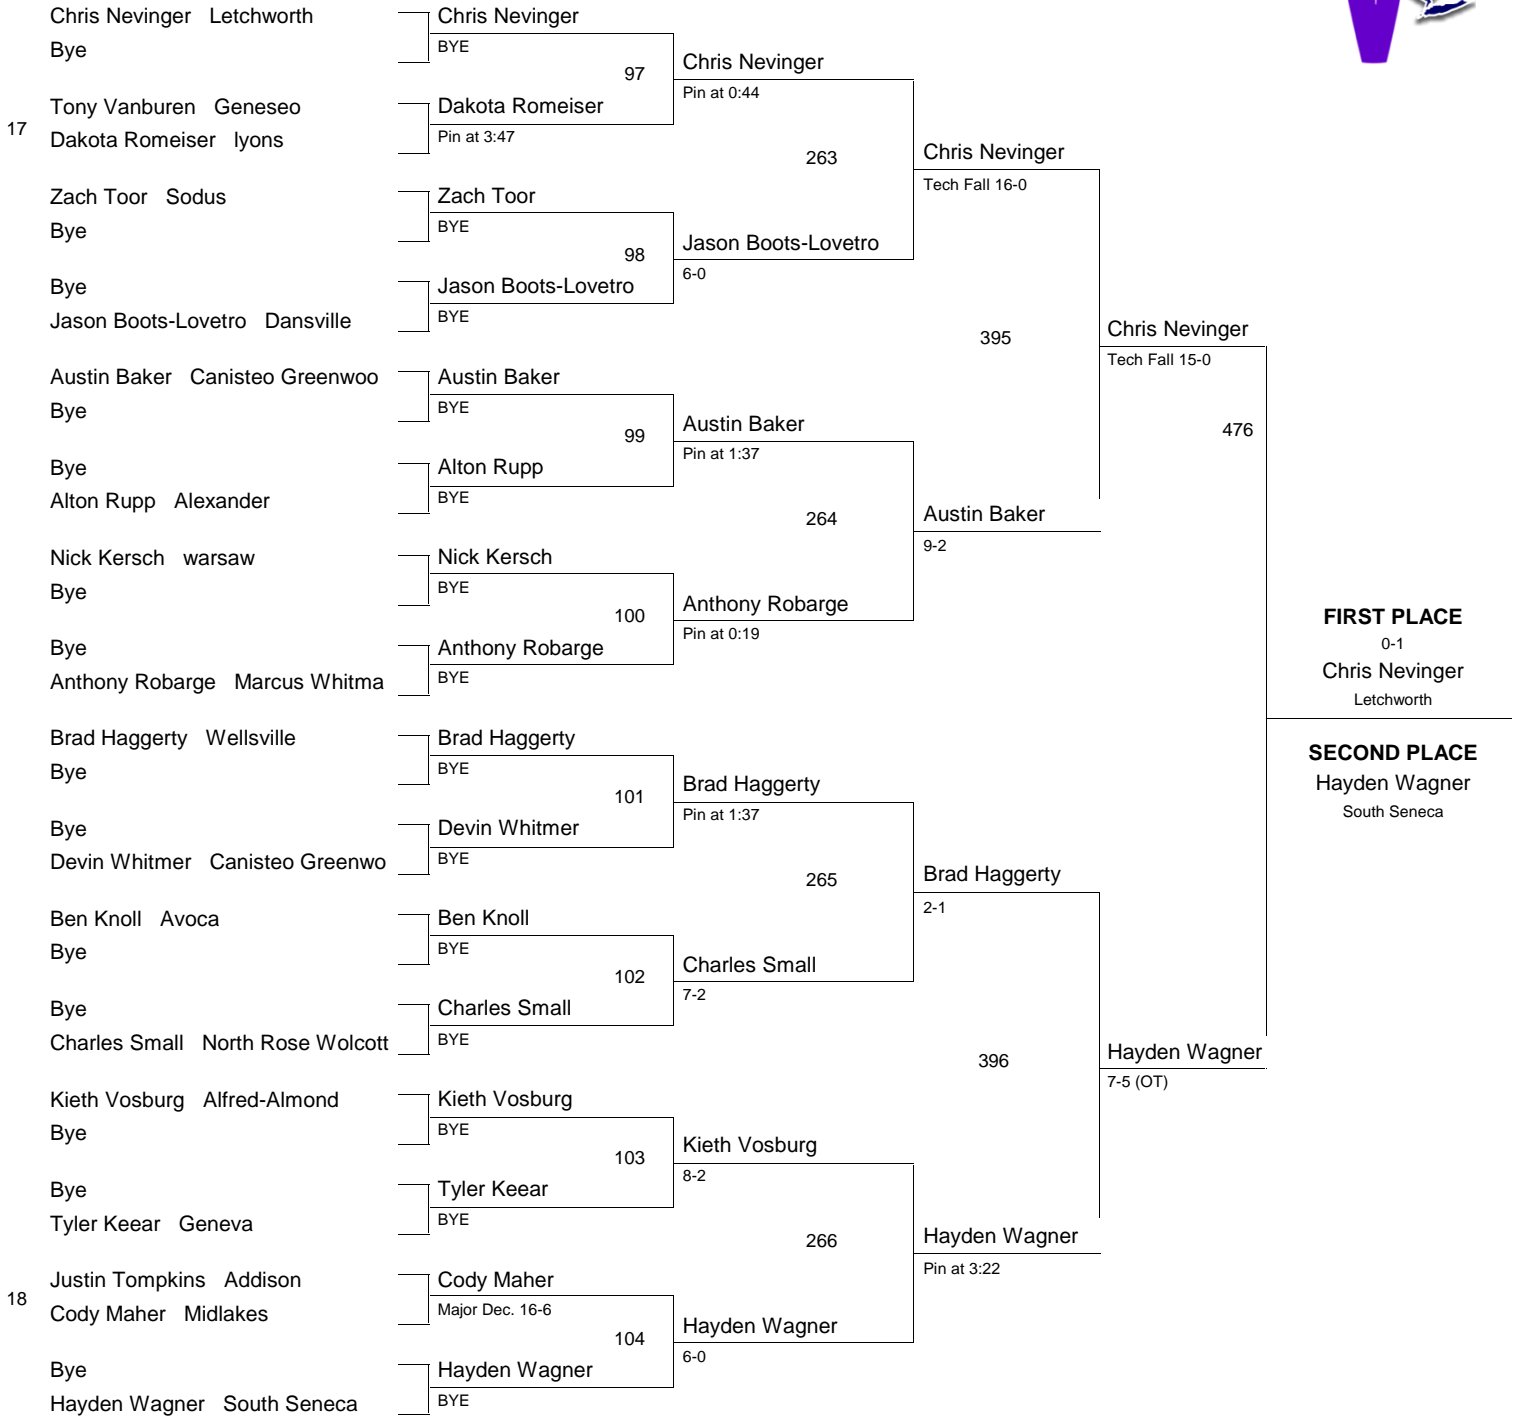 Chris Nevinger Letchworth
Bye
17
Tony Vanburen Geneseo
Dakota Romeiser lyons
Zach Toor Sodus
Bye
Bye
Jason Boots-Lovetro Dansville
Austin Baker Canisteo Greenwoo
Bye
Bye
Alton Rupp Alexander
Nick Kersch warsaw
Bye
Bye
Anthony Robarge Marcus Whitma
Brad Haggerty Wellsville
Bye
Bye
Devin Whitmer Canisteo Greenwo
Ben Knoll Avoca
Bye
Bye
Charles Small North Rose Wolcott
Kieth Vosburg Alfred-Almond
Bye
Bye
Tyler Keear Geneva
18
Justin Tompkins Addison
Cody Maher Midlakes
Bye
Hayden Wagner South Seneca
Chris Nevinger
BYE
97
Dakota Romeiser
Pin at 3:47
Zach Toor
BYE
98
Jason Boots-Lovetro
BYE
Austin Baker
BYE
99
Alton Rupp
BYE
Nick Kersch
BYE
100
Anthony Robarge
BYE
Brad Haggerty
BYE
101
Devin Whitmer
BYE
Ben Knoll
BYE
102
Charles Small
BYE
Kieth Vosburg
BYE
103
Tyler Keear
BYE
Cody Maher
Major Dec. 16-6
104
Hayden Wagner
BYE
Chris Nevinger
Pin at 0:44
263
Jason Boots-Lovetro
6-0
Austin Baker
Pin at 1:37
264
Anthony Robarge
Pin at 0:19
Brad Haggerty
Pin at 1:37
265
Charles Small
7-2
Kieth Vosburg
8-2
266
Hayden Wagner
6-0
Chris Nevinger
Tech Fall 16-0
395
Austin Baker
9-2
Brad Haggerty
2-1
396
Hayden Wagner
Pin at 3:22
Chris Nevinger
Tech Fall 15-0
476
Hayden Wagner
7-5 (OT)
FIRST PLACE
0-1
Chris Nevinger
Letchworth
SECOND PLACE
Hayden Wagner
South Seneca